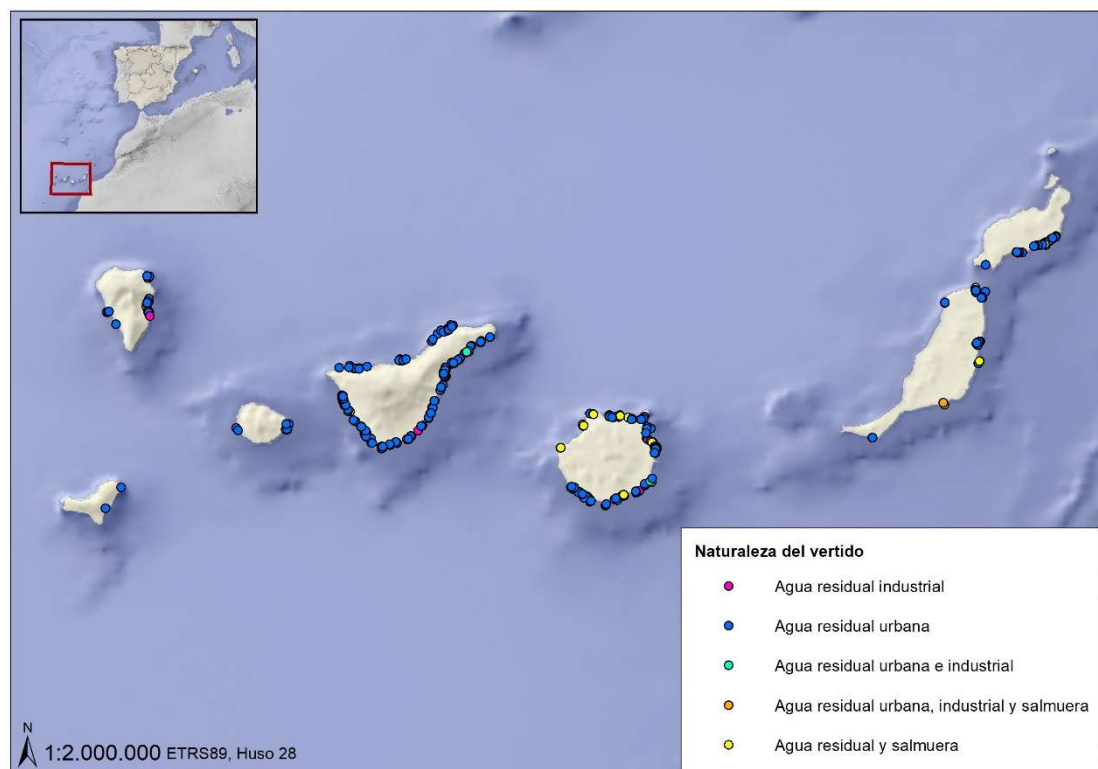 Naturaleza del vertido
Agua residual industrial
Agua residual urbana
Agua residual urbana e industrial
Agua residual urbana, industrial y salmuera
Agua residual y salmuera
N
1:2.000.000 ETRS89, Huso 28